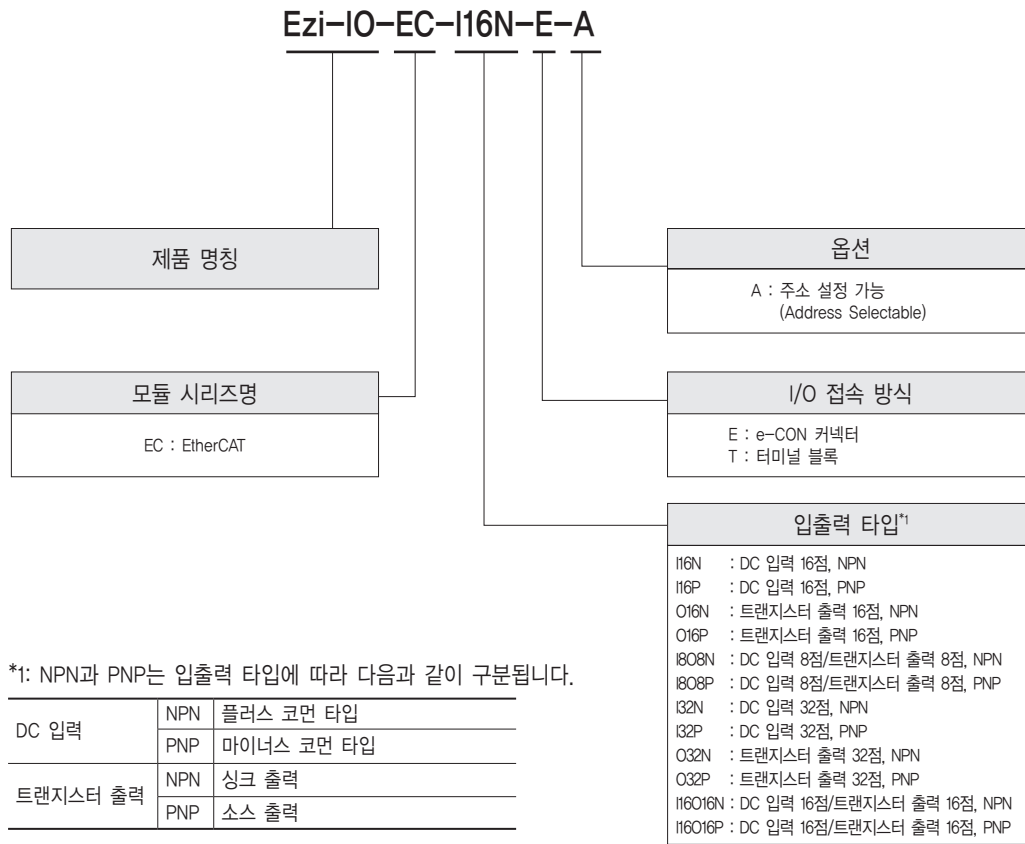 Ezi-IO-EC-I16N-E-A
제품 명칭
모듈 시리즈명
EC : EtherCAT
옵션
A : 주소 설정 가능
(Address Selectable)
I/O 접속 방식
E : e-CON 커넥터
T : 터미널 블록
입출력 타입*1
I16N : DC 입력 16점, NPN
I16P : DC 입력 16점, PNP
O16N : 트랜지스터 출력 16점, NPN
O16P : 트랜지스터 출력 16점, PNP
I8O8N : DC 입력 8점/트랜지스터 출력 8점, NPN
I8O8P : DC 입력 8점/트랜지스터 출력 8점, PNP
I32N : DC 입력 32점, NPN
I32P : DC 입력 32점, PNP
O32N : 트랜지스터 출력 32점, NPN
O32P : 트랜지스터 출력 32점, PNP
I16O16N : DC 입력 16점/트랜지스터 출력 16점, NPN
I16O16P : DC 입력 16점/트랜지스터 출력 16점, PNP
*1: NPN과 PNP는 입출력 타입에 따라 다음과 같이 구분됩니다.
DC 입력 NPN 플러스 코먼 타입
PNP 마이너스 코먼 타입
트랜지스터 출력 NPN 싱크 출력
PNP 소스 출력